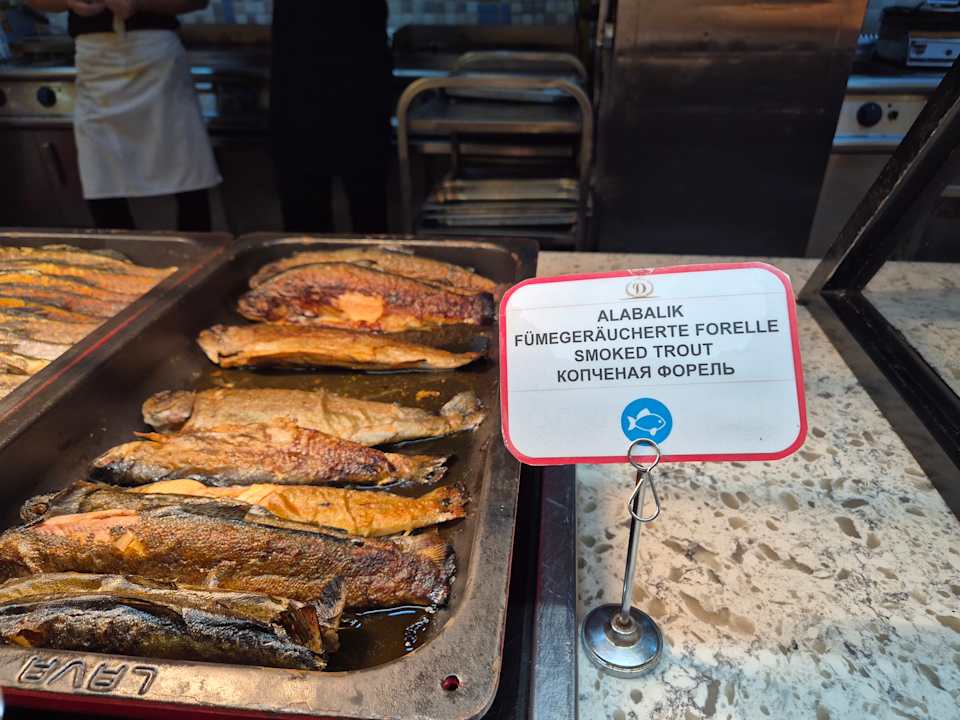 D
ALABALIK
FÜMEGERÄUCHERTE FORELLE
SMOKED TROUT
КОПЧЕНАЯ ФОРЕЛЬ
LAVA